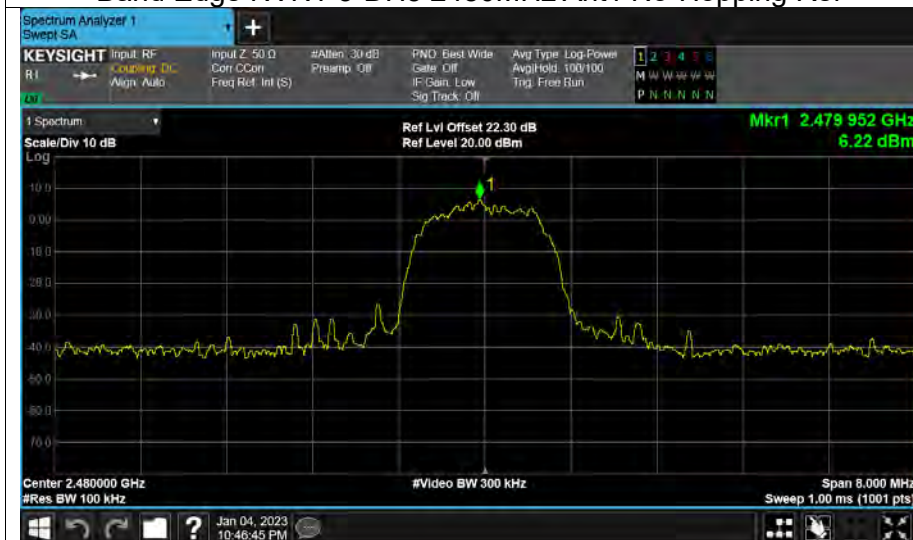 Spectrum Analyzer 1
Swept SA
+
KEYSIGHT Input: RF Input Z: 50 Ω #Atten: 30 dB PNO: Best Wide Avg Type: Log-Power 1 2 3 4 5 6
Coupling: DC Corr CCorr Preamp: Off Gate: Off Avg|Hold: 100/100 M W W W W W
Align: Auto Freq Ref: Int (S) IF Gain: Low Trig: Free Run
Sig Track: Off P N N N N N
1 Spectrum
Scale/Div 10 dB
Ref Lvl Offset 22.30 dB
Ref Level 20.00 dBm
Mkr1 2.479 952 GHz
6.22 dBm
Log
10.0
0.00
1
Center 2.480000 GHz #Video BW 300 kHz Span 8.000 MHz
#Res BW 100 kHz Sweep 1.00 ms (1001 pts)
? Jan 04, 2023
10:46:45 PM